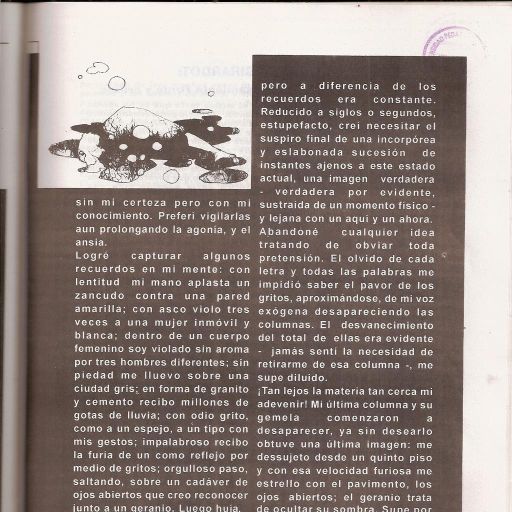 sin mi certeza pero con mi
conocimiento. Preferí vigilarlas
aun prolongando la agonía, y el
ansia.
Logré capturar algunos
recuerdos en mi mente: con
lentitud mi mano aplasta un
zancudo contra una pared
amarilla; con asco violo tres
veces a una mujer inmóvil y
blanca; dentro de un cuerpo
femenino soy violado sin aroma
por tres hombres diferentes; sin
piedad me lluevo sobre una
ciudad gris; en forma de granito
y cemento recibo millones de
gotas de lluvia; con odio grito,
como a un espejo, a un tipo con
mis gestos; impalabroso recibo
la furia de un como reflejo por
medio de gritos; orgulloso paso,
saltando, sobre un cadáver de
ojos abiertos que creo reconocer
junto a un geranio. Luego huía.
pero a diferencia de los
recuerdos era constante.
Reducido a siglos o segundos,
estupefacto, creí necesitar el
suspiro final de una incorpórea
y eslabonada sucesión de
instantes ajenos a este estado
actual, una imagen verdadera
- verdadera por evidente,
sustraída de un momento físico -
y lejana con un aquí y un ahora.
Abandoné cualquier idea
tratando de obviar toda
pretensión. El olvido de cada
letra y todas las palabras me
impidió saber el pavor de los
gritos, aproximándose, de mi voz
exógena desapareciendo las
columnas. El desvanecimiento
del total de ellas era evidente
- jamás sentí la necesidad de
retirarme de esa columna -, me
supe diluido.
¡Tan lejos la materia tan cerca mi
adevenir! Mi última columna y su
gemela comenzaron a
desaparecer, ya sin desearlo
obtuve una última imagen: me
dessujeto desde un quinto piso
y con esa velocidad furiosa me
estrello con el pavimento, los
ojos abiertos; el geranio trata
de ocultar su sombra. Supe por